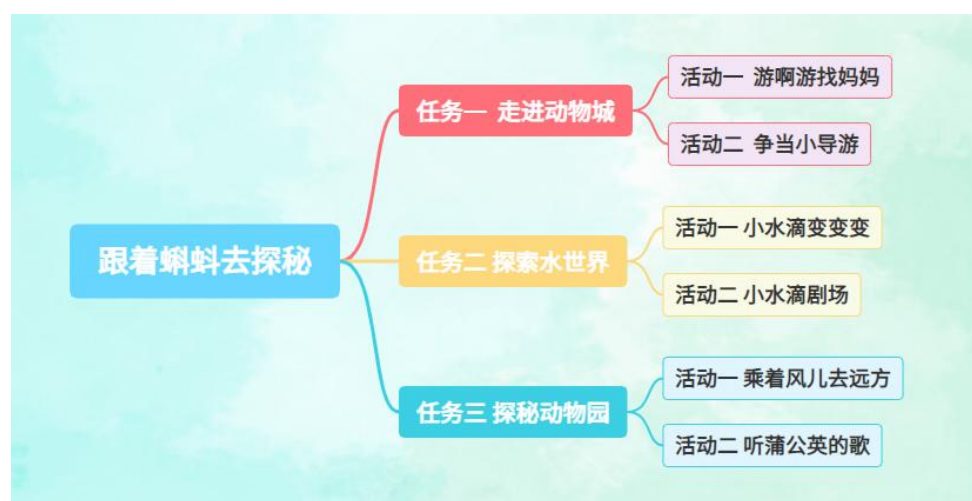 跟着蝌蚪去探秘
任务一 走进动物城
活动一 游啊游找妈妈
活动二 争当小导游
任务二 探索水世界
活动一 小水滴变变变
活动二 小水滴剧场
任务三 探秘动物园
活动一 乘着风儿去远方
活动二 听蒲公英的歌